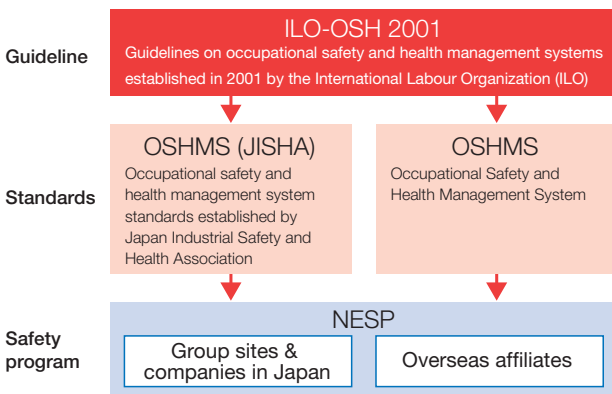 ILO-OSH 2001
Guideline
Guidelines on occupational safety and health management systems
established in 2001 by the International Labour Organization (ILO)
OSHMS (JISHA)
OSHMS
Standards
Occupational safety and
health management system
standards established by
Japan Industrial Safety and
Health Association
Occupational Safety and
Health Management System
NESP
Safety
program
Group sites &
companies in Japan
Overseas affiliates